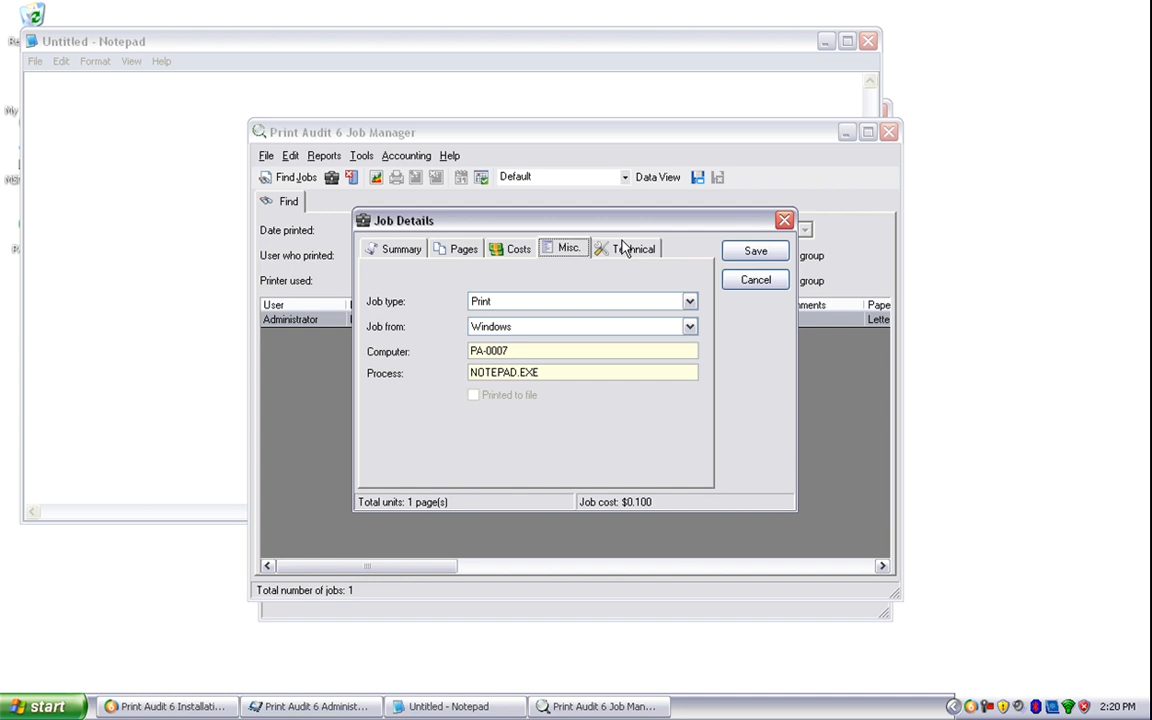 Untitled - Notepad
File Edit Format View Help
My
Print Audit 6 Job Manager
File Edit Reports Tools Accounting Help
Find Jobs Default Data View
Find
Date printed:
User who printed: group
Printer used: group
User ments Pape
Administrator Lette
Job Details
Summary Pages Costs Misc. Technical
Save
Cancel
Job type: Print
Job from: Windows
Computer: PA-0007
Process: NOTEPAD.EXE
Printed to file
Total units: 1 page(s) Job cost: $0.100
Total number of jobs: 1
start Print Audit 6 Installati... Print Audit 6 Administ... Untitled - Notepad Print Audit 6 Job Man... 2:20 PM